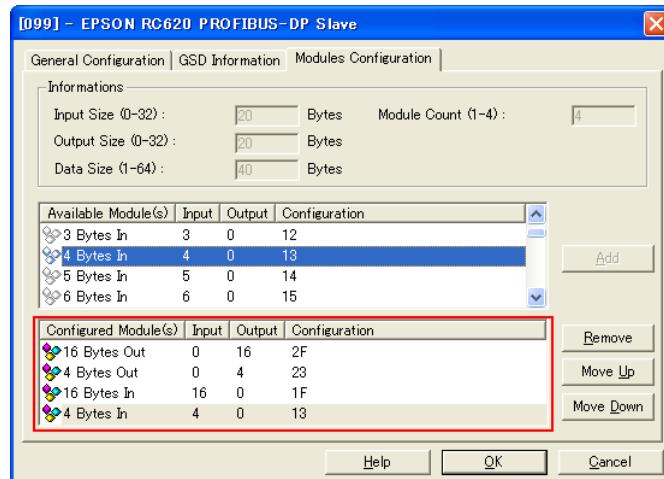 [099] - EPSON RC620 PROFIBUS-DP Slave
General Configuration GSD Information Modules Configuration
Informations
Input Size (0-32) : 20 Bytes Module Count (1-4) : 4
Output Size (0-32) : 20 Bytes
Data Size (1-64) : 40 Bytes
Available Module(s) Input Output Configuration
3 Bytes In 3 0 12
4 Bytes In 4 0 13
5 Bytes In 5 0 14
6 Bytes In 6 0 15
Add
Configured Module(s) Input Output Configuration
16 Bytes Out 0 16 2F
4 Bytes Out 0 4 23
16 Bytes In 16 0 1F
4 Bytes In 4 0 13
Remove
Move Up
Move Down
Help OK Cancel